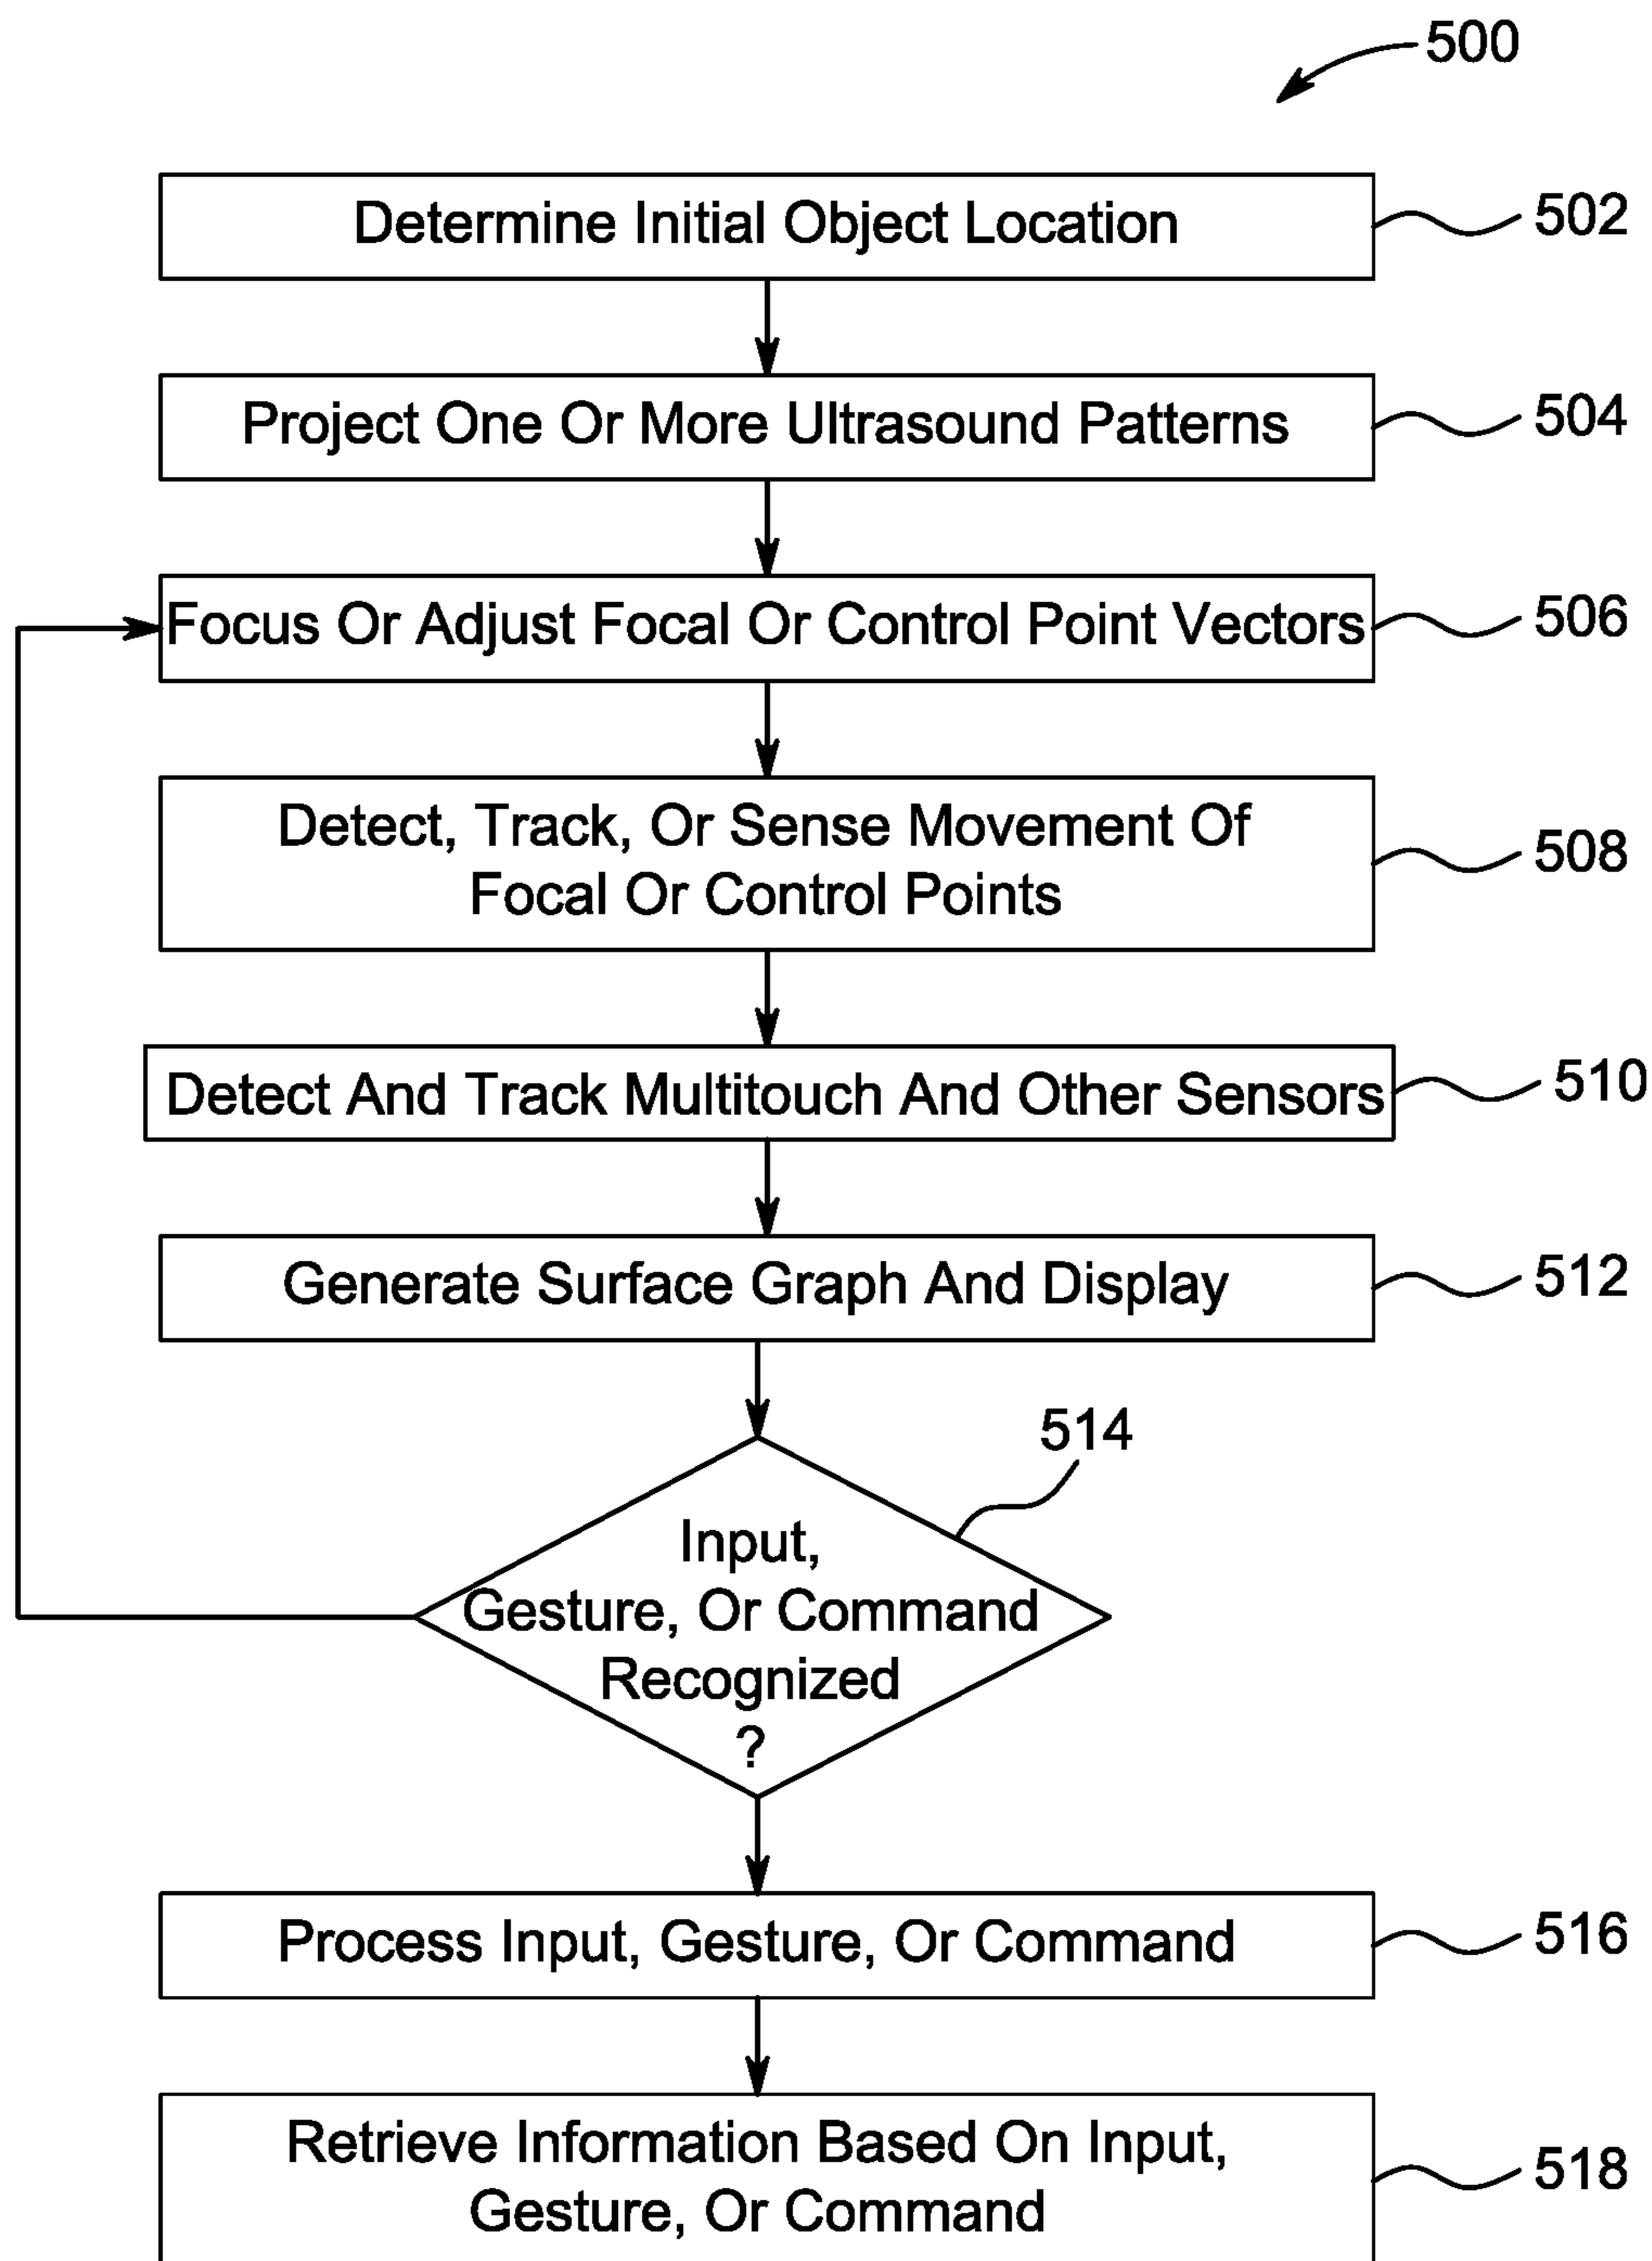 500
Determine Initial Object Location
502
Project One Or More Ultrasound Patterns
504
Focus Or Adjust Focal Or Control Point Vectors
506
Detect, Track, Or Sense Movement Of
Focal Or Control Points
508
Detect And Track Multitouch And Other Sensors
510
Generate Surface Graph And Display
512
514
Input,
Gesture, Or Command
Recognized
?
Process Input, Gesture, Or Command
516
Retrieve Information Based On Input,
Gesture, Or Command
518